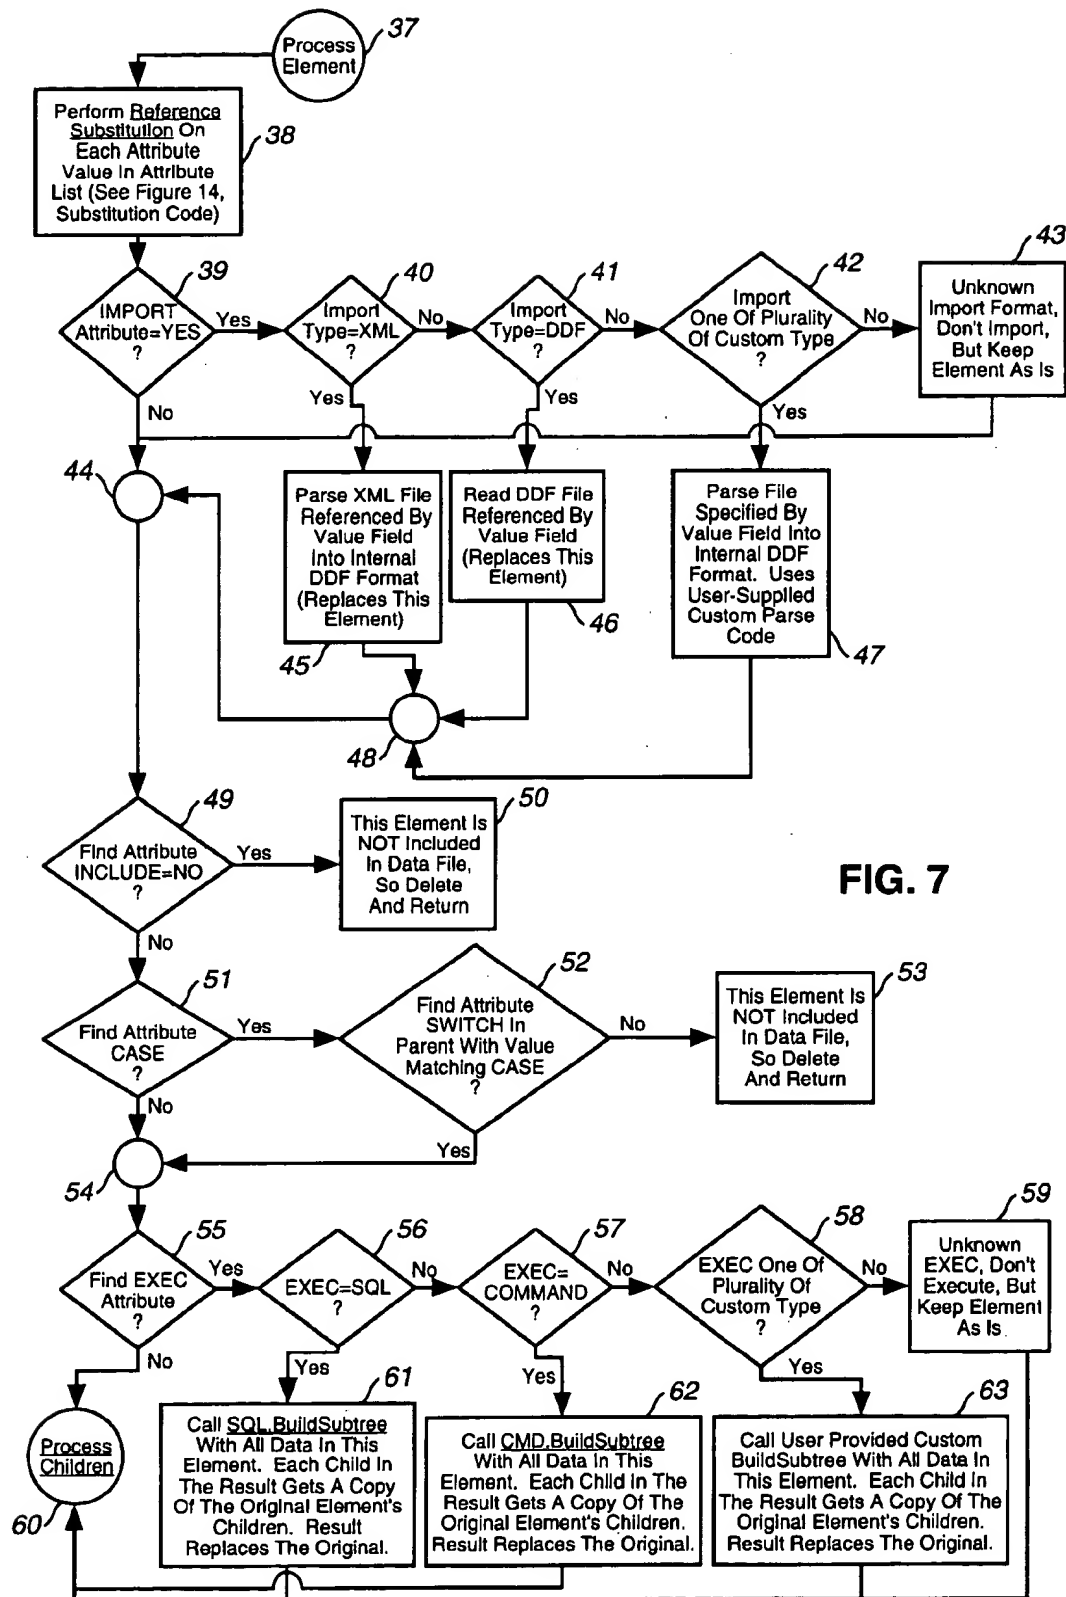 37
Process
Element
Perform Reference
Substitution On
Each Attribute
Value In Attribute
List (See Figure 14,
Substitution Code)
38
39
IMPORT
Attribute=YES
?
Yes
No
40
Import
Type=XML
?
No
Yes
41
Import
Type=DDF
?
No
Yes
42
Import
One Of Plurality
Of Custom Type
?
No
Yes
43
Unknown
Import Format,
Don't Import,
But Keep
Element As Is
44
Parse XML File
Referenced By
Value Field
Into Internal
DDF Format
(Replaces This
Element)
45
Read DDF File
Referenced By
Value Field
(Replaces This
Element)
46
Parse File
Specified By
Value Field Into
Internal DDF
Format. Uses
User-Supplied
Custom Parse
Code
47
48
49
Find Attribute
INCLUDE=NO
?
Yes
No
50
This Element Is
NOT Included
In Data File,
So Delete
And Return
FIG. 7
51
Find Attribute
CASE
?
Yes
No
52
Find Attribute
SWITCH In
Parent With Value
Matching CASE
?
No
Yes
53
This Element Is
NOT Included
In Data File,
So Delete
And Return
54
55
Find EXEC
Attribute
?
Yes
No
56
EXEC=SQL
?
No
Yes
57
EXEC=
COMMAND
?
No
Yes
58
EXEC One Of
Plurality Of
Custom Type
?
No
Yes
59
Unknown
EXEC, Don't
Execute, But
Keep Element
As Is
Process
Children
60
61
Call SQL.BuildSubtree
With All Data In This
Element. Each Child In
The Result Gets A Copy
Of The Original Element's
Children. Result
Replaces The Original.
62
Call CMD.BuildSubtree
With All Data In This
Element. Each Child In The
Result Gets A Copy Of The
Original Element's Children.
Result Replaces The Original.
63
Call User Provided Custom
BuildSubtree With All Data In
This Element. Each Child In
The Result Gets A Copy Of The
Original Element's Children.
Result Replaces The Original.